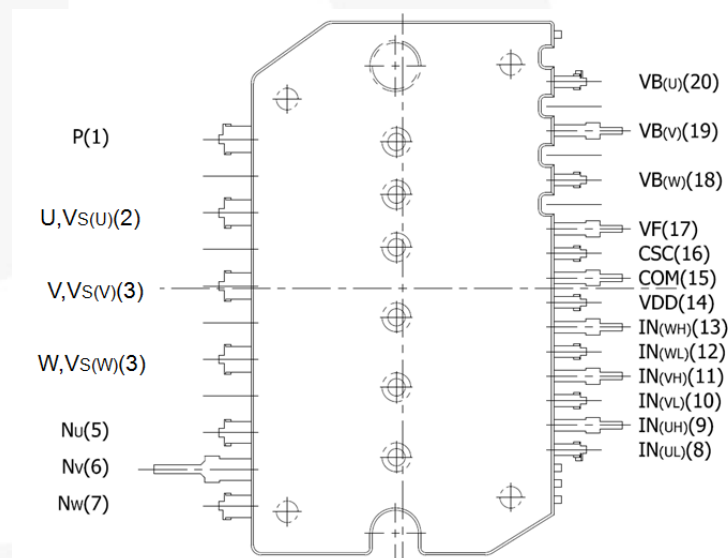 P(1)
U,VS(U)(2)
V,VS(V)(3)
W,VS(W)(3)
NU(5)
NV(6)
NW(7)
VB(U)(20)
VB(V)(19)
VB(W)(18)
VF(17)
CSC(16)
COM(15)
VDD(14)
IN(WH)(13)
IN(WL)(12)
IN(VH)(11)
IN(VL)(10)
IN(UH)(9)
IN(UL)(8)